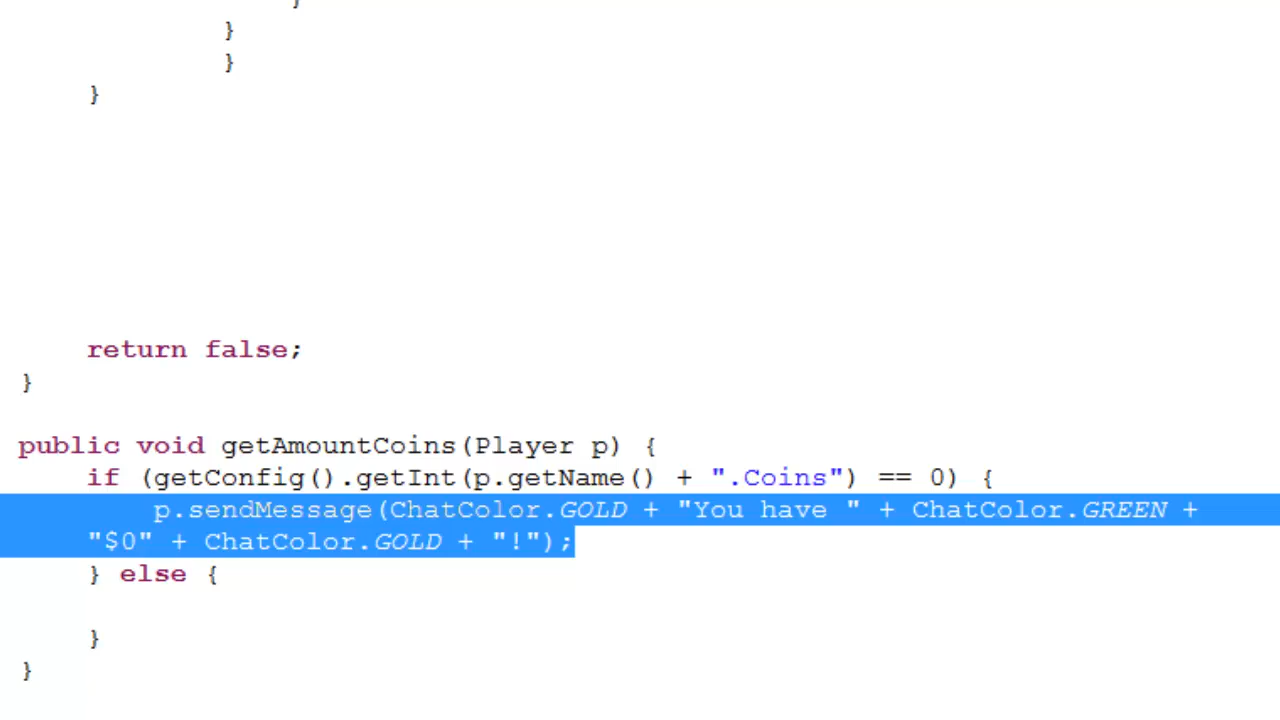 }
}
}
}
return false;
}
public void getAmountCoins(Player p) {
if (getConfig().getInt(p.getName() + ".Coins") == 0) {
p.sendMessage(ChatColor.GOLD + "You have " + ChatColor.GREEN +
"$0" + ChatColor.GOLD + "!");
} else {
}
}